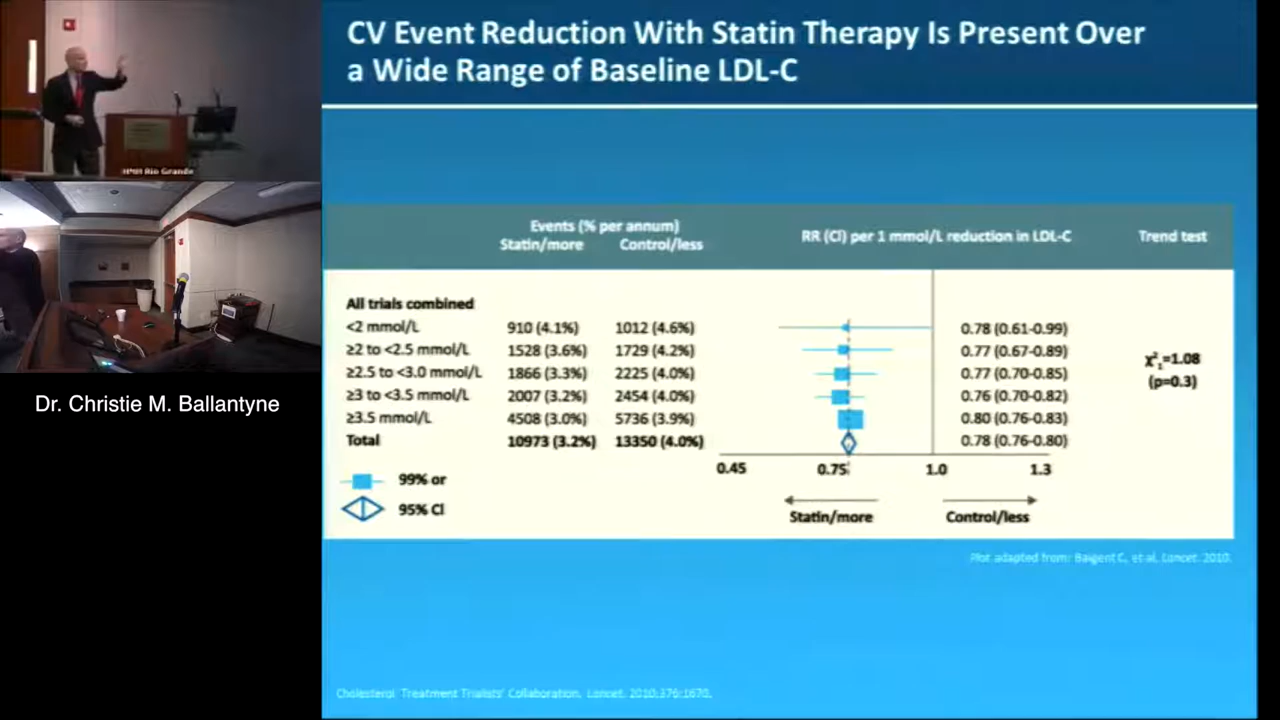 CV Event Reduction With Statin Therapy Is Present Over
a Wide Range of Baseline LDL-C
HMH Rio Grande
Dr. Christie M. Ballantyne
Events (% per annum)
Statin/more Control/less RR (CI) per 1 mmol/L reduction in LDL-C Trend test
All trials combined
<2 mmol/L 910 (4.1%) 1012 (4.6%) 0.78 (0.61-0.99)
≥2 to <2.5 mmol/L 1528 (3.6%) 1729 (4.2%) 0.77 (0.67-0.89)
≥2.5 to <3.0 mmol/L 1866 (3.3%) 2225 (4.0%) 0.77 (0.70-0.85)
≥3 to <3.5 mmol/L 2007 (3.2%) 2454 (4.0%) 0.76 (0.70-0.82)
≥3.5 mmol/L 4508 (3.0%) 5736 (3.9%) 0.80 (0.76-0.83)
Total 10973 (3.2%) 13350 (4.0%) 0.78 (0.76-0.80)
χ²₁=1.08
(p=0.3)
0.45 0.75 1.0 1.3
99% or
95% CI
Statin/more Control/less
Plot adapted from: Baigent C, et al. Lancet. 2010.
Cholesterol Treatment Trialists' Collaboration. Lancet. 2010;376:1670.